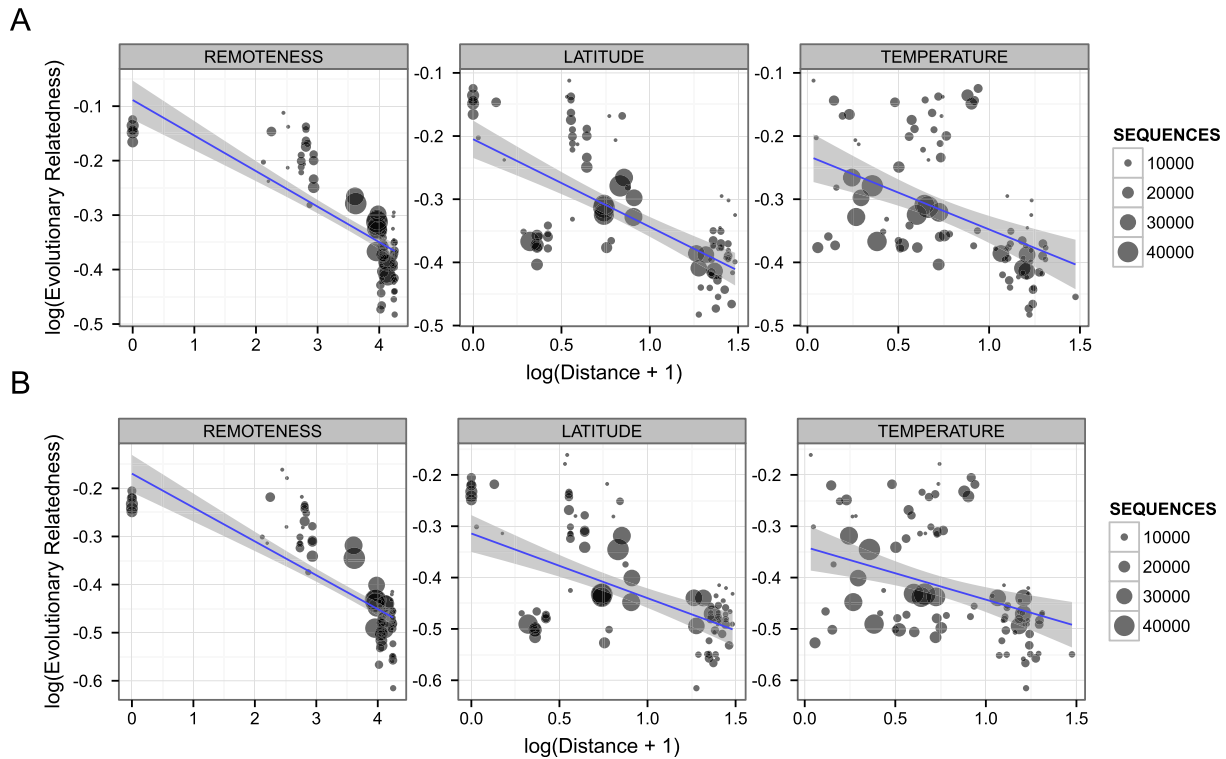 A
REMOTENESS LATITUDE TEMPERATURE
log(Evolutionary Relatedness)
-0.1
-0.2
-0.3
-0.4
-0.5
0 1 2 3 4
-0.1
-0.2
-0.3
-0.4
-0.5
0.0 0.5 1.0 1.5
-0.1
-0.2
-0.3
-0.4
-0.5
0.0 0.5 1.0 1.5
log(Distance + 1)
SEQUENCES
10000
20000
30000
40000
B
REMOTENESS LATITUDE TEMPERATURE
log(Evolutionary Relatedness)
-0.2
-0.3
-0.4
-0.5
-0.6
0 1 2 3 4
-0.2
-0.3
-0.4
-0.5
-0.6
0.0 0.5 1.0 1.5
-0.2
-0.3
-0.4
-0.5
-0.6
0.0 0.5 1.0 1.5
log(Distance + 1)
SEQUENCES
10000
20000
30000
40000